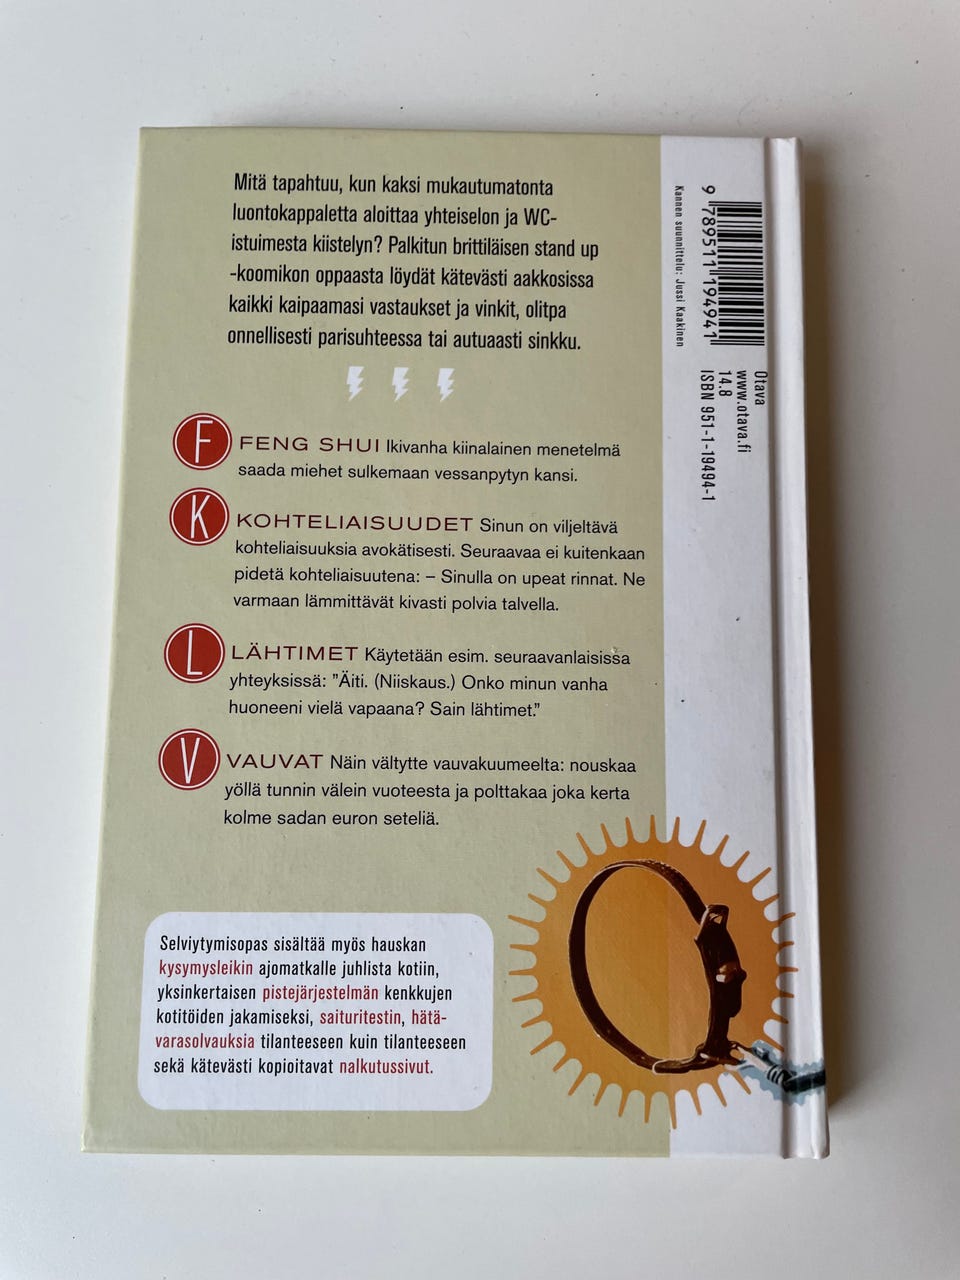 Mitä tapahtuu, kun kaksi mukautumatonta
luontokappaletta aloittaa yhteiselon ja WC-
istuimesta kiistelyn? Palkitun brittiläisen stand up
-koomikon oppaasta löydät kätevästi aakkosissa
kaikki kaipaamasi vastaukset ja vinkit, olitpa
onnellisesti parisuhteessa tai autuaasti sinkku.
F
FENG SHUI Ikivanha kiinalainen menetelmä
saada miehet sulkemaan vessanpytyn kansi.
K
KOHTELIAISUUDET Sinun on viljeltävä
kohteliaisuuksia avokätisesti. Seuraavaa ei kuitenkaan
pidetä kohteliaisuutena: – Sinulla on upeat rinnat. Ne
varmaan lämmittävät kivasti polvia talvella.
L
LÄHTIMET Käytetään esim. seuraavanlaisissa
yhteyksissä: ”Äiti. (Niiskaus.) Onko minun vanha
huoneeni vielä vapaana? Sain lähtimet.”
V
VAUVAT Näin vältytte vauvakuumeelta: nouskaa
yöllä tunnin välein vuoteesta ja polttakaa joka kerta
kolme sadan euron seteliä.
Selviytymisopas sisältää myös hauskan
kysymysleikin ajomatkalle juhlista kotiin,
yksinkertaisen pistejärjestelmän kenkkujen
kotitöiden jakamiseksi, saituritestin, hätä-
varasolvauksia tilanteeseen kuin tilanteeseen
sekä kätevästi kopioitavat nalkutussivut.
9 789511 194941
Kannen suunnittelu: Jussi Kaakinen
Otava
www.otava.fi
14.8
ISBN 951-1-19494-1